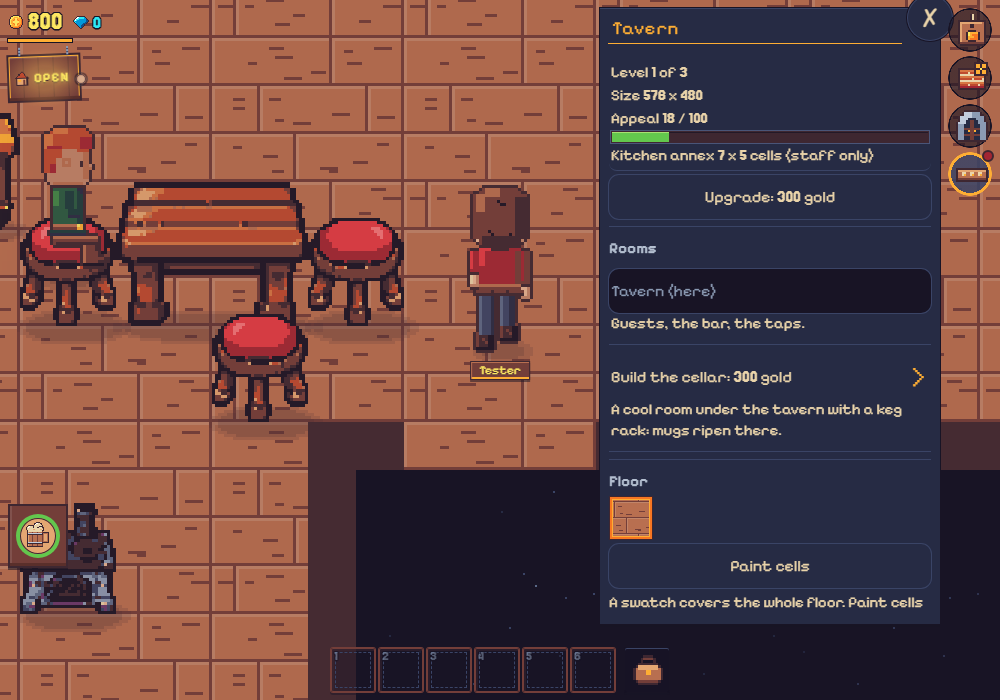 800 0
OPEN
Tester
1 2 3 4 5 6
X
Tavern
Level 1 of 3
Size 576 x 480
Appeal 18 / 100
Kitchen annex 7 x 5 cells (staff only)
Upgrade: 300 gold
Rooms
Tavern (here)
Guests, the bar, the taps.
Build the cellar: 300 gold
A cool room under the tavern with a keg
rack: mugs ripen there.
Floor
Paint cells
A swatch covers the whole floor. Paint cells